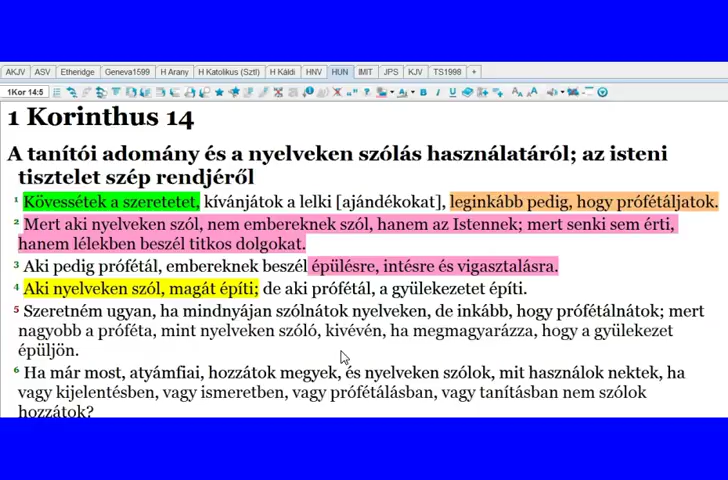 AKJV ASV Etheridge Geneva1599 H Arany H Katolikus (Sztl) H Káldi HNV HUN IMIT JPS KJV TS1998 +
1Kor 14:5
1 Korinthus 14
A tanítói adomány és a nyelveken szólás használatáról; az isteni
tisztelet szép rendjéről
1 Kövessétek a szeretetet, kívánjátok a lelki [ajándékokat], leginkább pedig, hogy prófétáljatok.
2 Mert aki nyelveken szól, nem embereknek szól, hanem az Istennek; mert senki sem érti,
hanem lélekben beszél titkos dolgokat.
3 Aki pedig prófétál, embereknek beszél épülésre, intésre és vigasztalásra.
4 Aki nyelveken szól, magát építi; de aki prófétál, a gyülekezetet építi.
5 Szeretném ugyan, ha mindnyájan szólnátok nyelveken, de inkább, hogy prófétálnátok; mert
nagyobb a próféta, mint nyelveken szóló, kivévén, ha megmagyarázza, hogy a gyülekezet
épüljön.
6 Ha már most, atyámfiai, hozzátok megyek, és nyelveken szólok, mit használok nektek, ha
vagy kijelentésben, vagy ismeretben, vagy prófétálásban, vagy tanításban nem szólok
hozzátok?